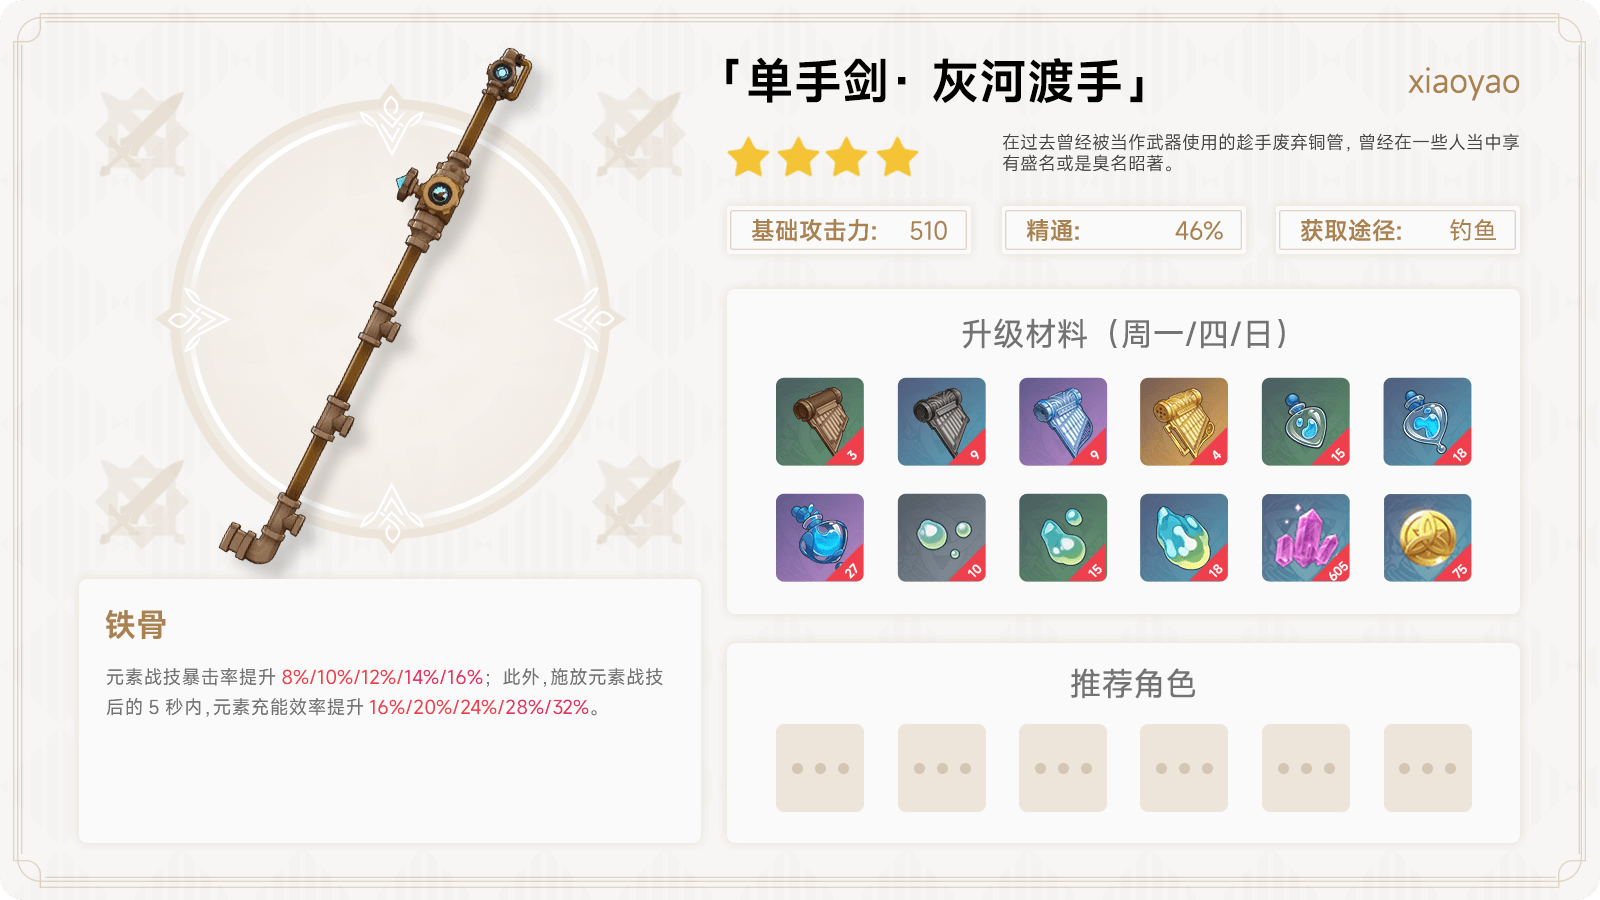 「单手剑· 灰河渡手」
xiaoyao
在过去曾经被当作武器使用的趁手废弃铜管，曾经在一些人当中享
有盛名或是臭名昭著。
基础攻击力: 510
精通: 46%
获取途径: 钓鱼
升级材料（周一/四/日）
3 9 9 4 15 18
27 10 15 18 605 75
铁骨
元素战技暴击率提升 8%/10%/12%/14%/16%；此外,施放元素战技
后的 5 秒内,元素充能效率提升 16%/20%/24%/28%/32%。
推荐角色